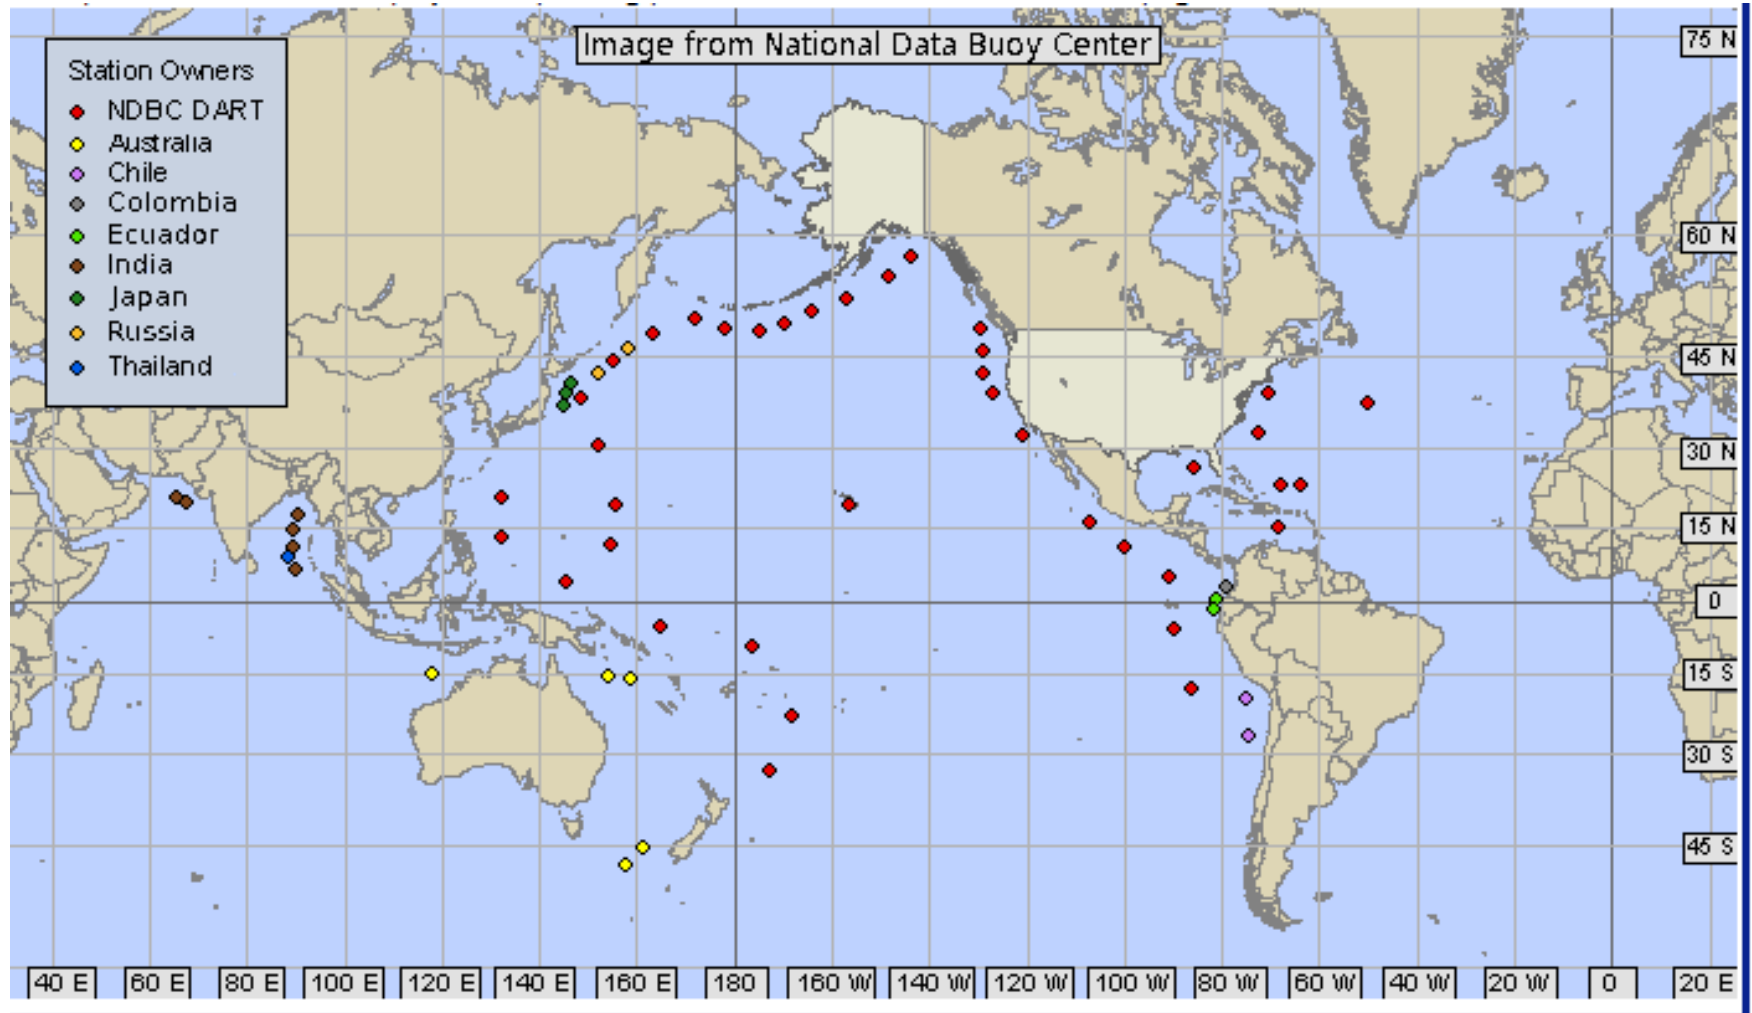 Image from National Data Buoy Center
Station Owners
NDBC DART
Australia
Chile
Colombia
Ecuador
India
Japan
Russia
Thailand
75 N
60 N
45 N
30 N
15 N
0
15 S
30 S
45 S
40 E
60 E
80 E
100 E
120 E
140 E
160 E
180
160 W
140 W
120 W
100 W
80 W
60 W
40 W
20 W
0
20 E